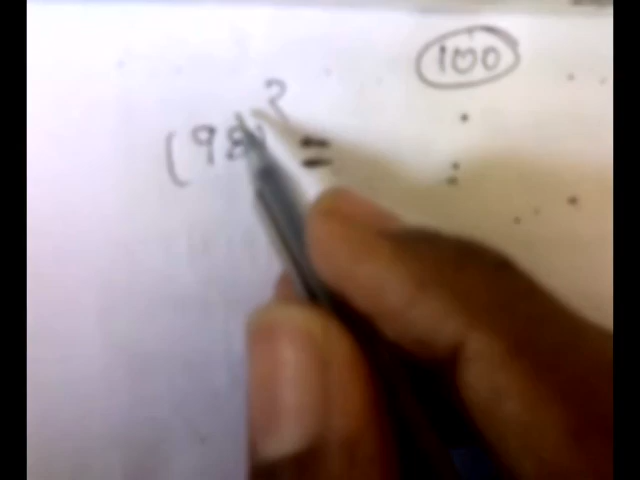 100
(98)² =